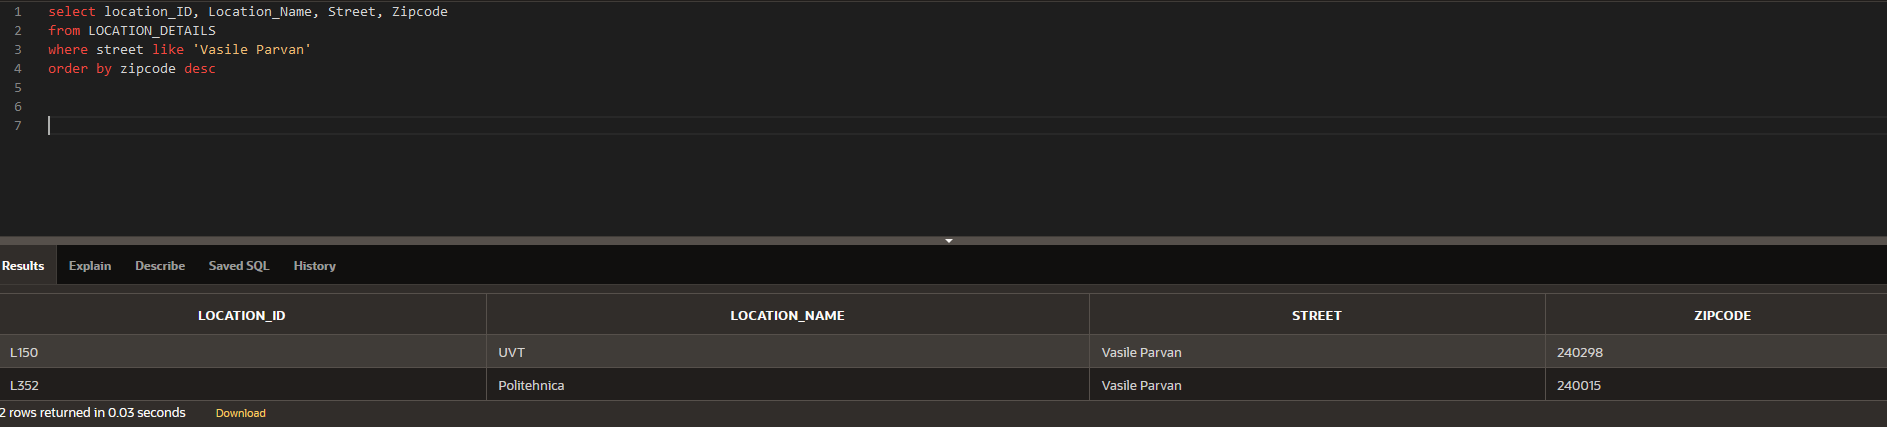 1 select location_ID, Location_Name, Street, Zipcode
2 from LOCATION_DETAILS
3 where street like 'Vasile Parvan'
4 order by zipcode desc
5
6
7
Results Explain Describe Saved SQL History
LOCATION_ID LOCATION_NAME STREET ZIPCODE
L150 UVT Vasile Parvan 240298
L352 Politehnica Vasile Parvan 240015
2 rows returned in 0.03 seconds Download